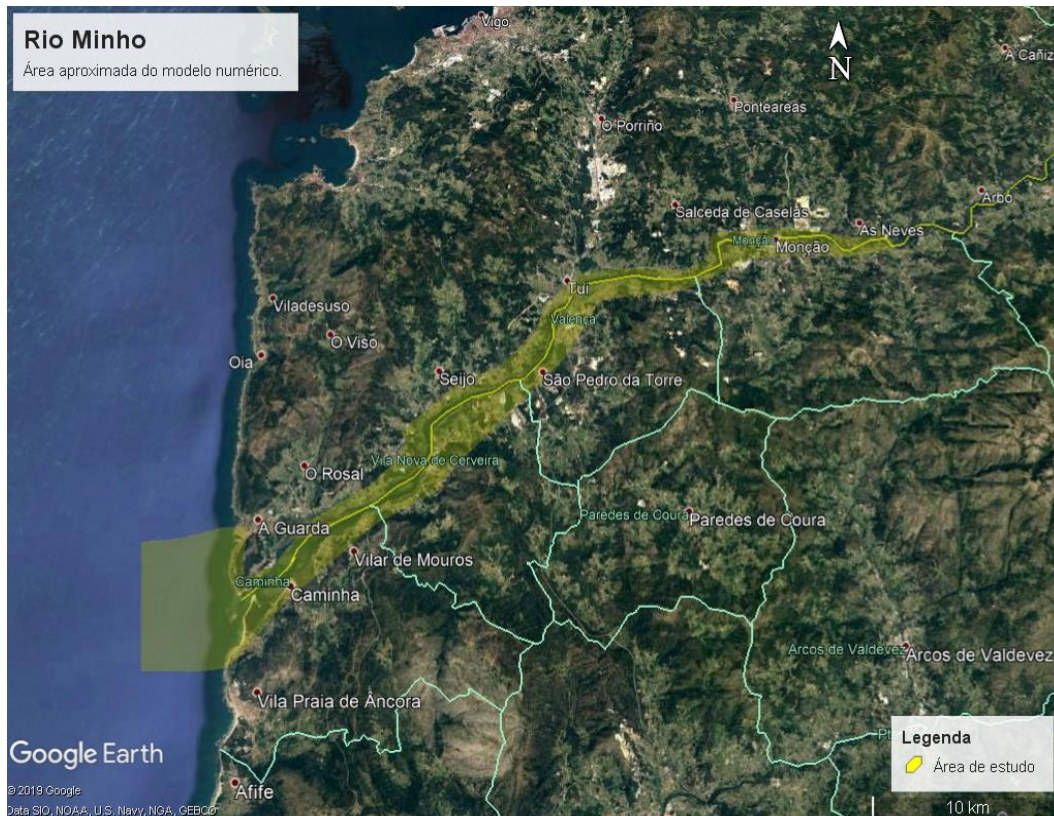 Rio Minho
Área aproximada do modelo numérico.
Vigo
N
A Cañiz
Ponteareas
O Porriño
Arbo
Salceda de Caselas
As Neves
Monção
Monção
Tui
Viladesuso
Valença
O Viso
Oia
Seijo
São Pedro da Torre
Vila Nova de Cerveira
O Rosal
A Guarda
Paredes de Coura
Paredes de Coura
Vilar de Mouros
Caminha
Caminha
Arcos de Valdevez
Arcos de Valdevez
Vila Praia de Âncora
Google Earth
Legenda
Área de estudo
© 2019 Google
Afife
Data SIO, NOAA, U.S. Navy, NGA, GEBCO
10 km